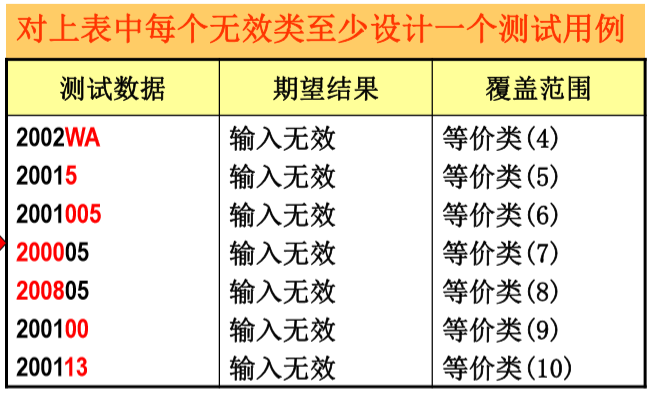 对上表中每个无效类至少设计一个测试用例
测试数据 期望结果 覆盖范围
2002WA 输入无效 等价类(4)
20015 输入无效 等价类(5)
2001005 输入无效 等价类(6)
200005 输入无效 等价类(7)
200805 输入无效 等价类(8)
200100 输入无效 等价类(9)
200113 输入无效 等价类(10)